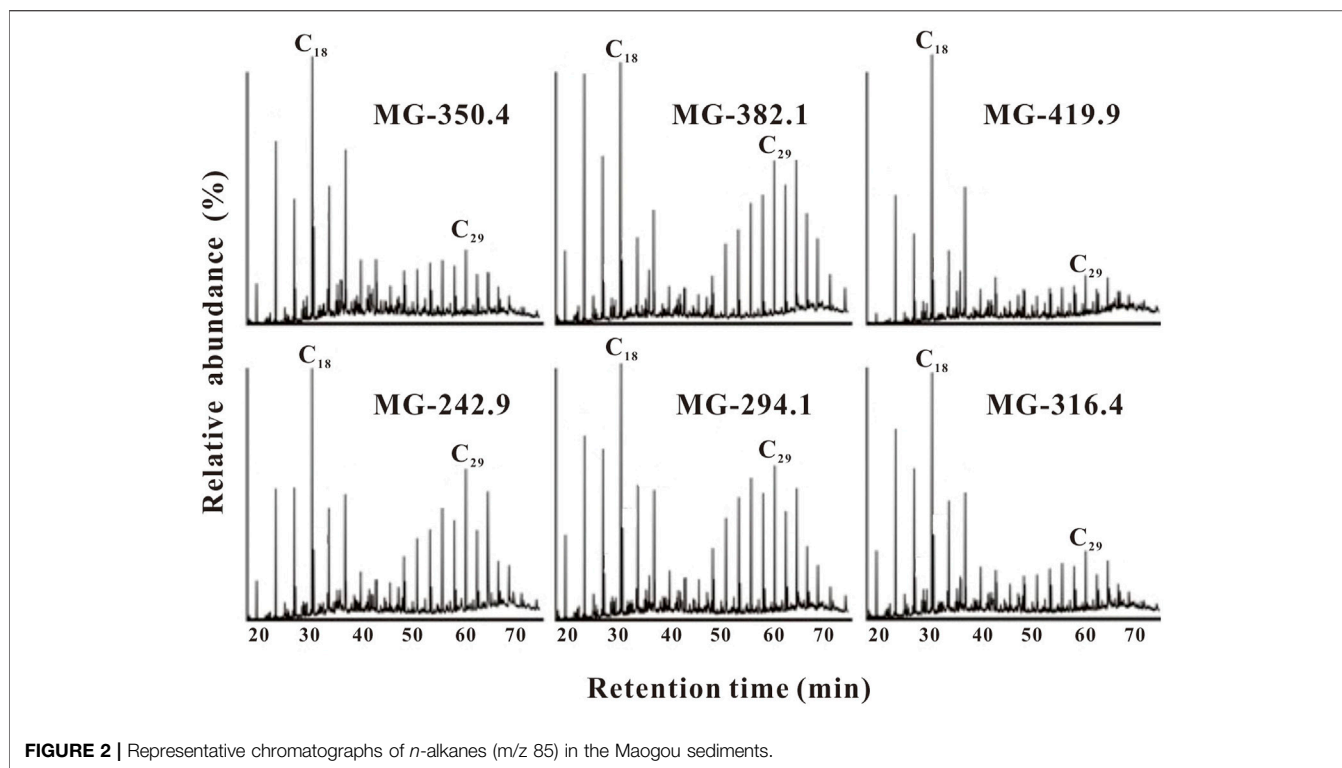 C18 C18 C18
MG-350.4 MG-382.1 MG-419.9
C29
C29
C29
Relative abundance (%)
C18 C18 C18
MG-242.9 MG-294.1 MG-316.4
C29 C29
C29
20 30 40 50 60 70 20 30 40 50 60 70 20 30 40 50 60 70
Retention time (min)
FIGURE 2 | Representative chromatographs of n-alkanes (m/z 85) in the Maogou sediments.